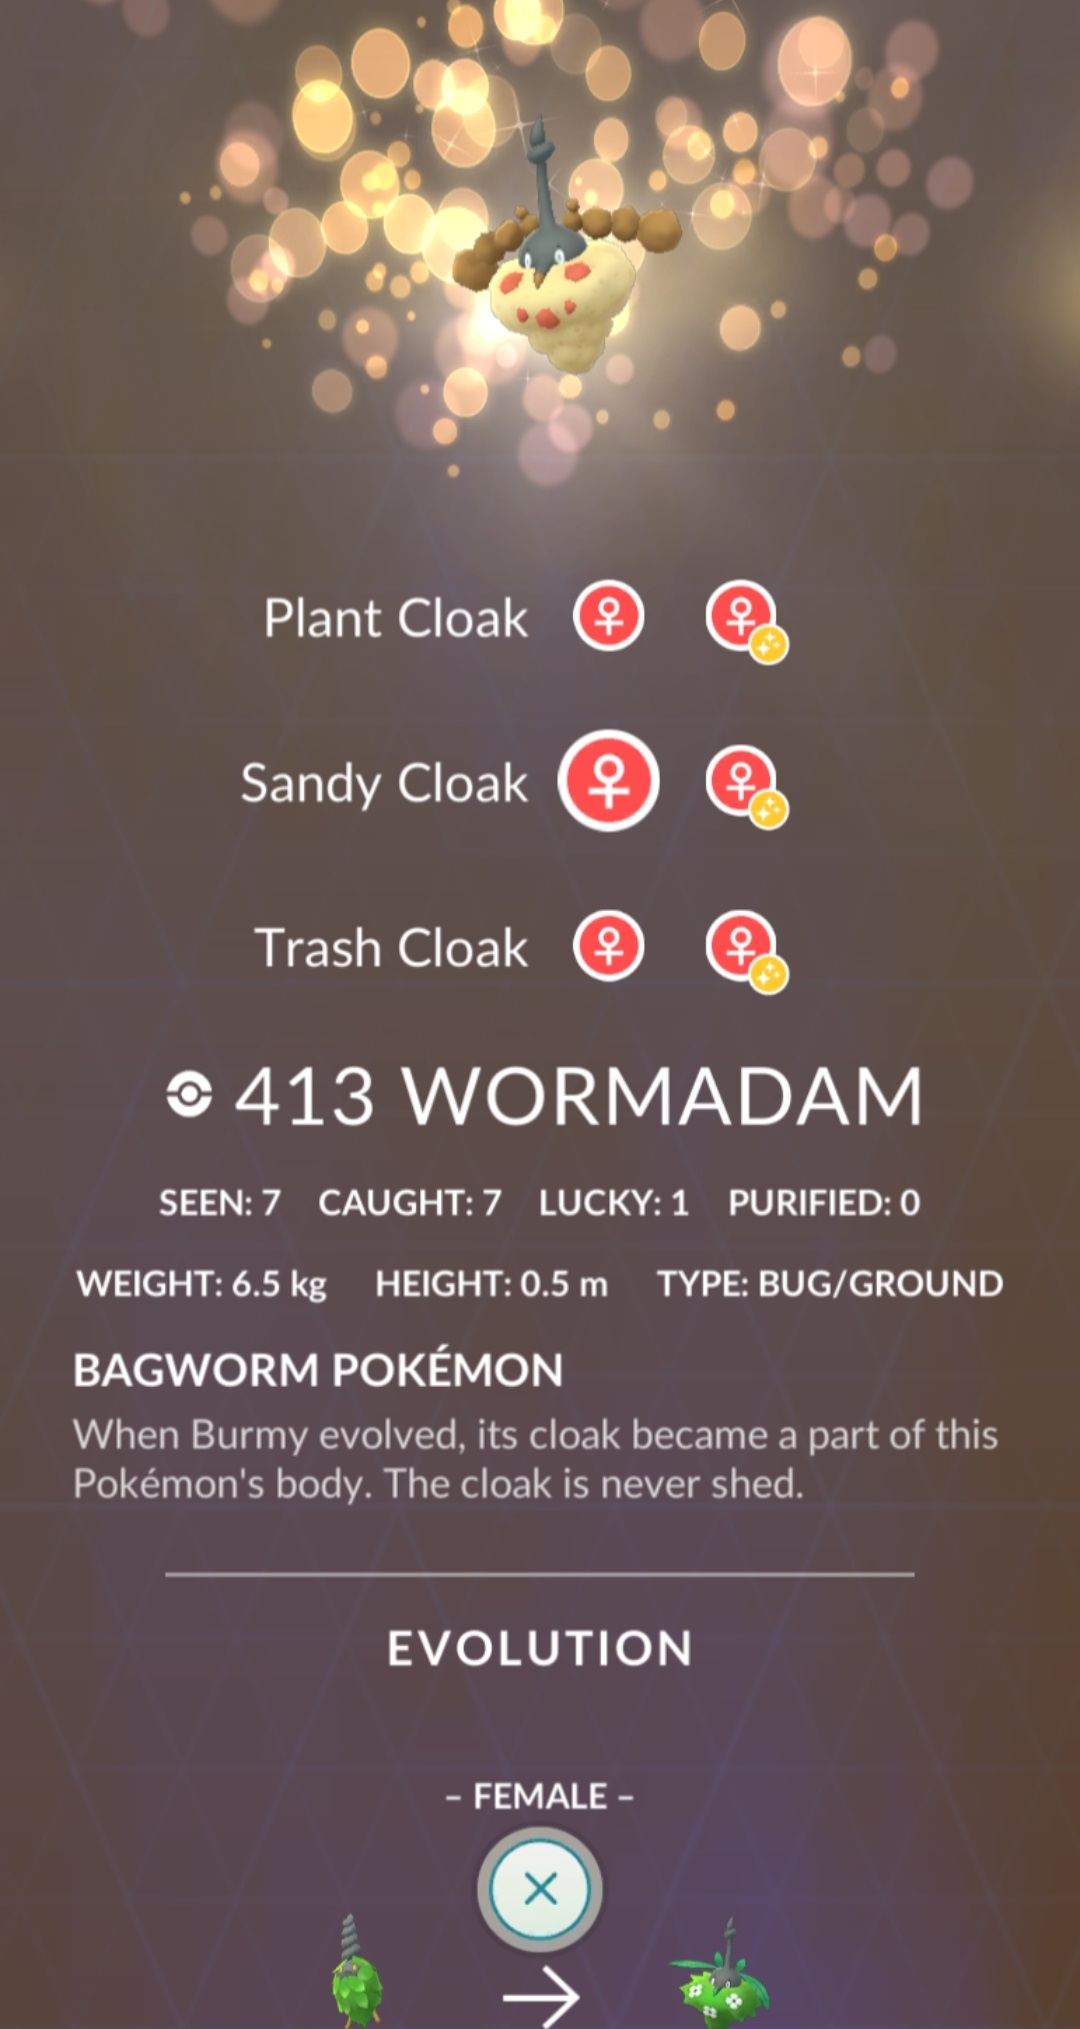 Plant Cloak
Sandy Cloak
Trash Cloak
413 WORMADAM
SEEN: 7 CAUGHT: 7 LUCKY: 1 PURIFIED: 0
WEIGHT: 6.5 kg HEIGHT: 0.5 m TYPE: BUG/GROUND
BAGWORM POKÉMON
When Burmy evolved, its cloak became a part of this
Pokémon's body. The cloak is never shed.
EVOLUTION
– FEMALE –